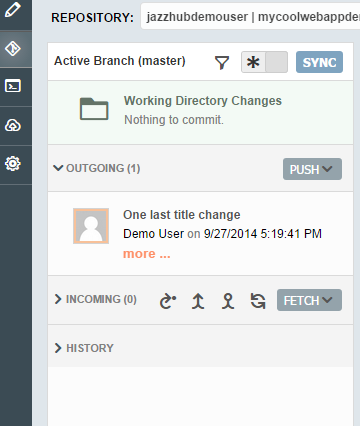 REPOSITORY: jazzhubdemouser | mycoolwebappde
Active Branch (master) SYNC
Working Directory Changes
Nothing to commit.
OUTGOING (1) PUSH
One last title change
Demo User on 9/27/2014 5:19:41 PM
more ...
INCOMING (0) FETCH
HISTORY